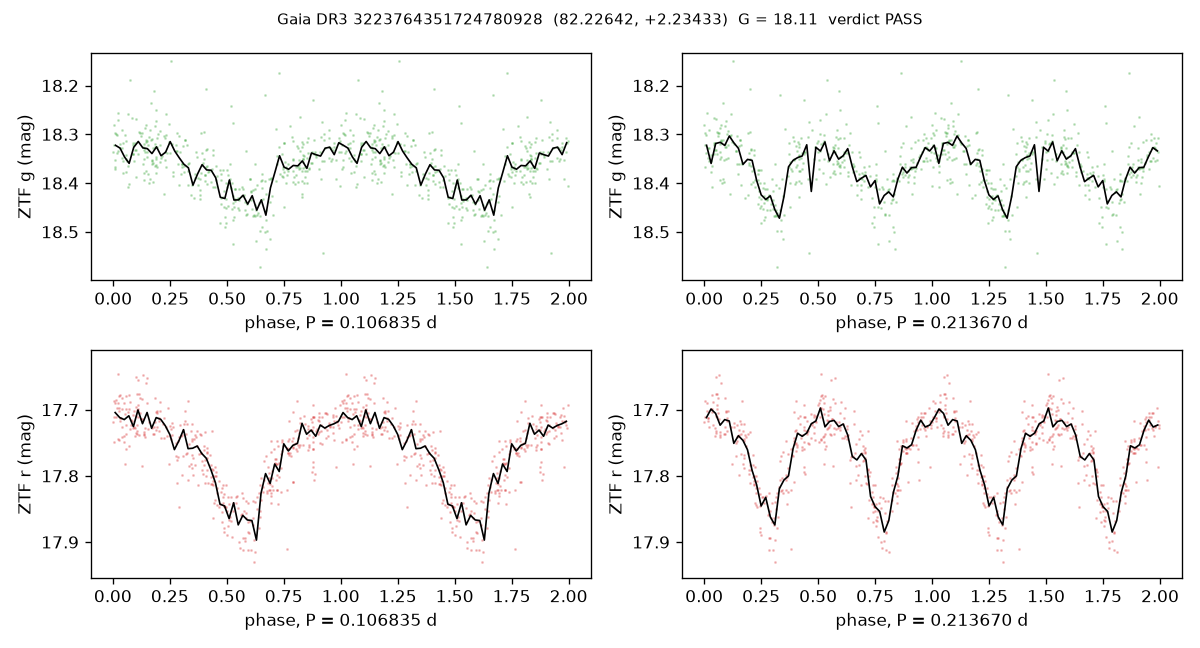 Gaia DR3 3223764351724780928 (82.22642, +2.23433) G = 18.11 verdict PASS
ZTF g (mag)
18.2
18.3
18.4
18.5
0.00 0.25 0.50 0.75 1.00 1.25 1.50 1.75 2.00
phase, P = 0.106835 d
ZTF g (mag)
18.2
18.3
18.4
18.5
0.00 0.25 0.50 0.75 1.00 1.25 1.50 1.75 2.00
phase, P = 0.213670 d
ZTF r (mag)
17.7
17.8
17.9
0.00 0.25 0.50 0.75 1.00 1.25 1.50 1.75 2.00
phase, P = 0.106835 d
ZTF r (mag)
17.7
17.8
17.9
0.00 0.25 0.50 0.75 1.00 1.25 1.50 1.75 2.00
phase, P = 0.213670 d